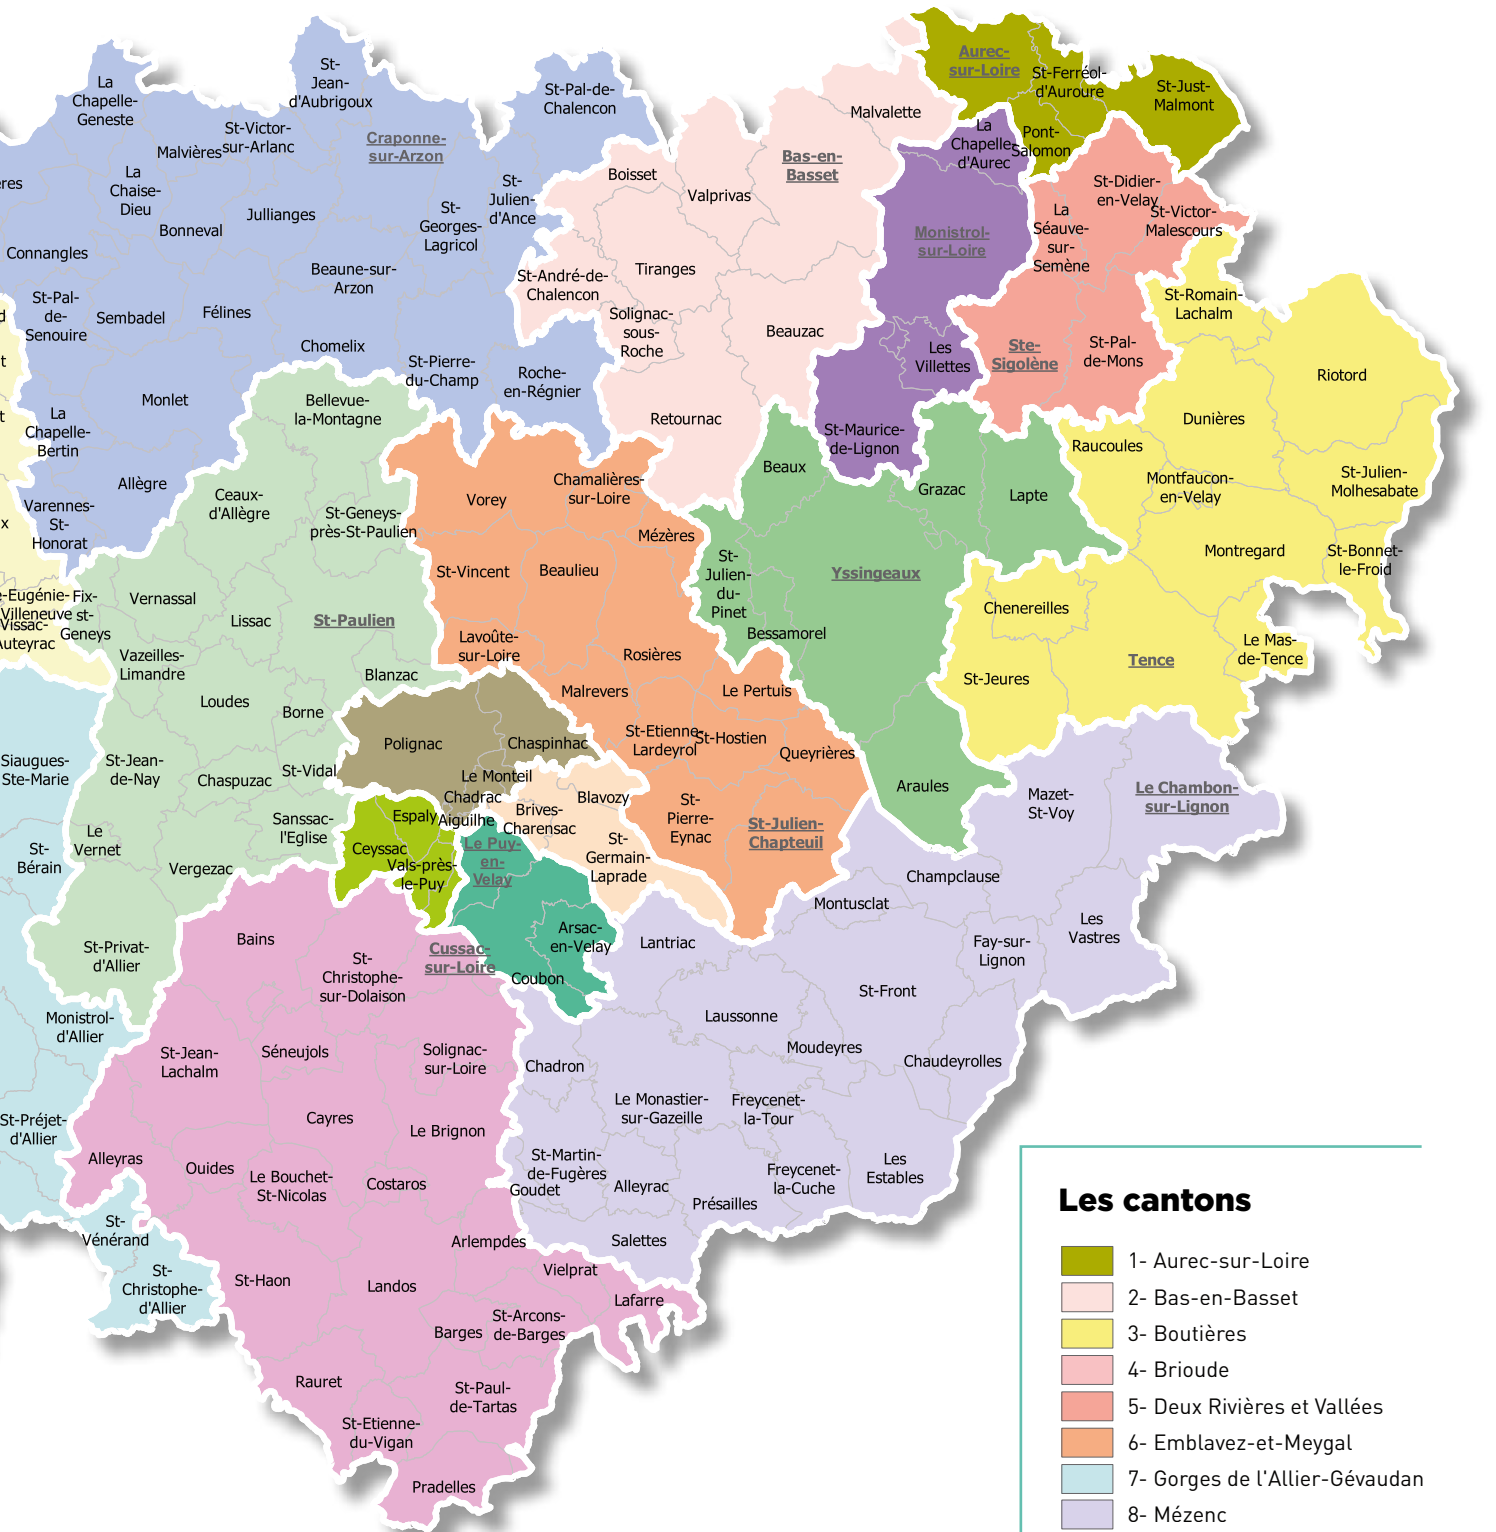 La
Chapelle-
Geneste
St-
Jean-
d'Aubrigoux
St-Pal-de-
Chalencon
Malvalette
Aurec-
sur-Loire
St-Ferréol-
d'Auroure
St-Just-
Malmont
Malvières
St-Victor-
sur-Arlanc
Craponne-
sur-Arzon
Bas-en-
Basset
La
Chapelle-
d'Aurec
Pont-
Salomon
La
Chaise-
Dieu
Jullianges
Bonneval
St-
Georges-
Lagricol
St-
Julien-
d'Ance
Boisset
Valprivas
Monistrol-
sur-Loire
St-Didier-
en-Velay
La
Séauve-
sur-
Semène
St-Victor-
Malescours
ères
Connangles
Beaune-sur-
Arzon
St-André-de-
Chalencon
Tiranges
St-Romain-
Lachalm
St-Pal-
de-
Senouire
Sembadel
Félines
Solignac-
sous-
Roche
Beauzac
Les
Villettes
Ste-
Sigolène
St-Pal-
de-Mons
Riotord
d
t
t
x
Chomelix
St-Pierre-
du-Champ
Roche-
en-Régnier
Monlet
Bellevue-
la-Montagne
Retournac
St-Maurice-
de-Lignon
Dunières
La
Chapelle-
Bertin
Raucoules
Allègre
Ceaux-
d'Allègre
Vorey
Chamalières-
sur-Loire
Beaux
Grazac
Lapte
Montfaucon-
en-Velay
St-Julien-
Molhesabate
Varennes-
St-
Honorat
St-Geneys-
près-St-Paulien
Mézères
Montregard
St-Bonnet-
le-Froid
St-Vincent
Beaulieu
St-
Julien-
du-
Pinet
Yssingeaux
e-Eugénie-
Villeneuve
Fix-
st-
Geneys
Vissac-
Auteyrac
Vernassal
Lissac
St-Paulien
Chenereilles
Bessamorel
Lavoûte-
sur-Loire
Rosières
Le Mas-
de-Tence
Tence
Vazeilles-
Limandre
Blanzac
Malrevers
Le Pertuis
St-Jeures
Loudes
Borne
Polignac
Chaspinhac
St-Etienne-
Lardeyrol
St-Hostien
Queyrières
Siaugues-
Ste-Marie
St-Jean-
de-Nay
Chaspuzac
St-Vidal
Le Monteil
Chadrac
Blavozy
Araules
Mazet-
St-Voy
Le Chambon-
sur-Lignon
Sanssac-
l'Eglise
Espaly
Aiguilhe
Brives-
Charensac
St-
Pierre-
Eynac
St-Julien-
Chapteuil
Le
Vernet
St-
Bérain
Vergezac
Ceyssac
Vals-près-
le-Puy
Le Puy-
en-
Velay
St-
Germain-
Laprade
Champclause
Montusclat
Bains
St-Privat-
d'Allier
St-
Christophe-
sur-Dolaison
Cussac-
sur-Loire
Arsac-
en-Velay
Coubon
Lantriac
Fay-sur-
Lignon
Les
Vastres
St-Front
Monistrol-
d'Allier
Laussonne
St-Jean-
Lachalm
Séneujols
Solignac-
sur-Loire
Chadron
Moudeyres
Chaudeyrolles
St-Préjet-
d'Allier
Cayres
Le Brignon
Le Monastier-
sur-Gazeille
Freycenet-
la-Tour
Alleyras
Ouides
Le Bouchet-
St-Nicolas
Costaros
St-Martin-
de-Fugères
Goudet
Alleyrac
Présailles
Freycenet-
la-Cuche
Les
Estables
St-
Vénérand
Arlempdes
Salettes
St-
Christophe-
d'Allier
St-Haon
Landos
Vielprat
Lafarre
Barges
St-Arcons-
de-Barges
Rauret
St-Paul-
de-Tartas
St-Etienne-
du-Vigan
Pradelles
Les cantons
1- Aurec-sur-Loire
2- Bas-en-Basset
3- Boutières
4- Brioude
5- Deux Rivières et Vallées
6- Emblavez-et-Meygal
7- Gorges de l'Allier-Gévaudan
8- Mézenc